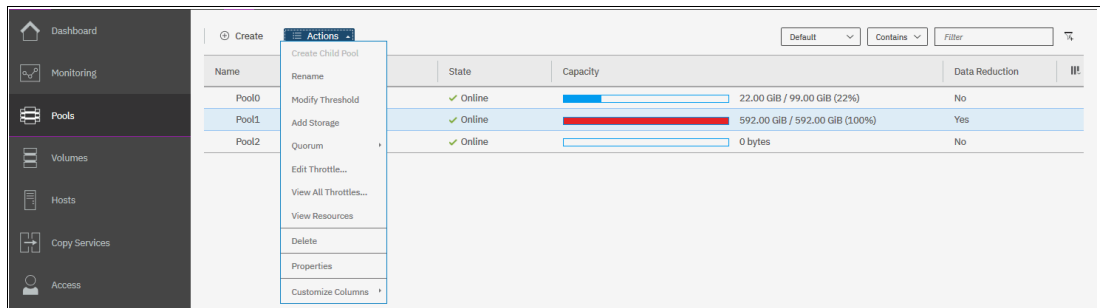 Dashboard
Monitoring
Pools
Volumes
Hosts
Copy Services
Access
Create
Actions
Default
Contains
Filter
Name
State
Capacity
Data Reduction
Pool0
Online
22.00 GiB / 99.00 GiB (22%)
No
Pool1
Online
592.00 GiB / 592.00 GiB (100%)
Yes
Pool2
Online
0 bytes
No
Create Child Pool
Rename
Modify Threshold
Add Storage
Quorum
Edit Throttle...
View All Throttles...
View Resources
Delete
Properties
Customize Columns